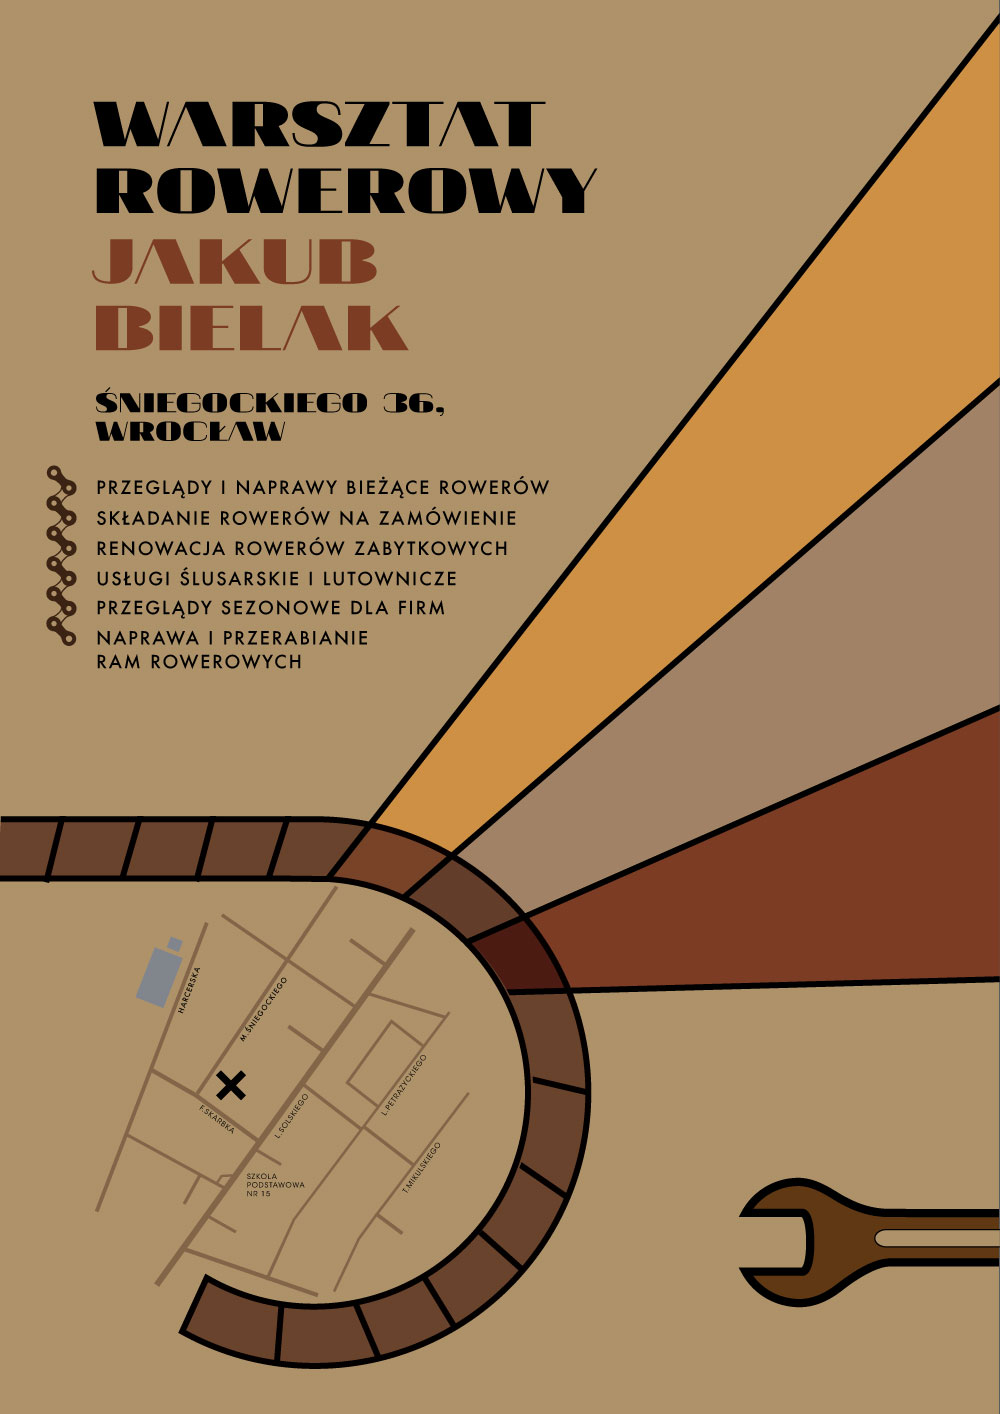 WARSZTAT
ROWEROWY
JAKUB
BIELAK
ŚNIEGOCKIEGO 36,
WROCŁAW
PRZEGLĄDY I NAPRAWY BIEŻĄCE ROWERÓW
SKŁADANIE ROWERÓW NA ZAMÓWIENIE
RENOWACJA ROWERÓW ZABYTKOWYCH
USŁUGI ŚLUSARSKIE I LUTOWNICZE
PRZEGLĄDY SEZONOWE DLA FIRM
NAPRAWA I PRZERABIANIE
RAM ROWEROWYCH
HARCERSKA
M. ŚNIEGOCKIEGO
F. SKARBKA
L. SOLSKIEGO
L. PETRAŻYCKIEGO
T. MIKULSKIEGO
SZKOŁA
PODSTAWOWA
NR 15